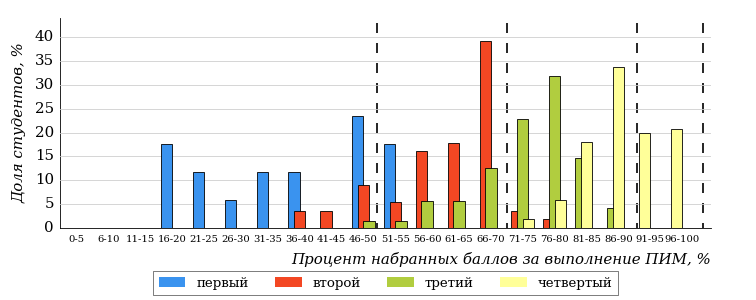 Доля студентов, %
40
35
30
25
20
15
10
5
0
0-5 6-10 11-15 16-20 21-25 26-30 31-35 36-40 41-45 46-50 51-55 56-60 61-65 66-70 71-75 76-80 81-85 86-90 91-95 96-100
Процент набранных баллов за выполнение ПИМ, %
первый второй третий четвертый